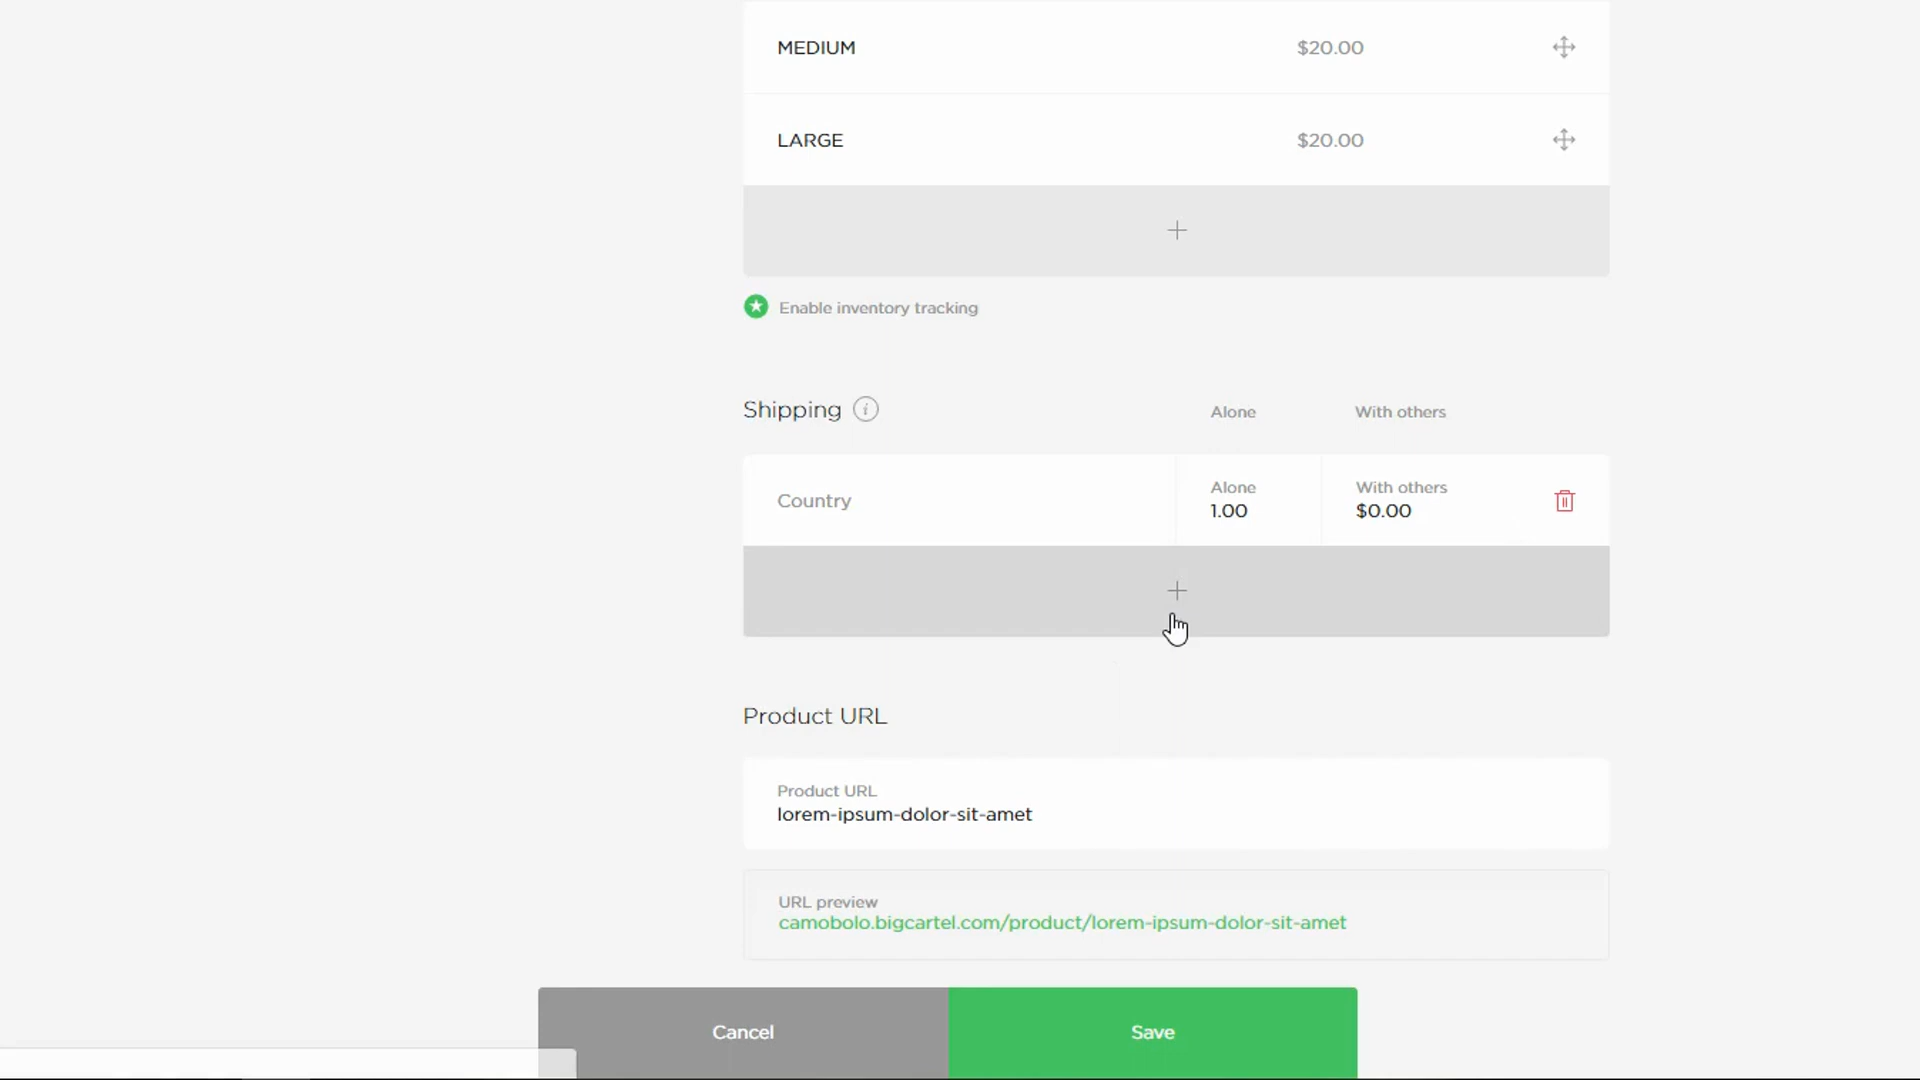 MEDIUM $20.00
LARGE $20.00
Enable inventory tracking
Shipping Alone With others
Country Alone 1.00 With others $0.00
Product URL
Product URL
lorem-ipsum-dolor-sit-amet
URL preview
camobolo.bigcartel.com/product/lorem-ipsum-dolor-sit-amet
Cancel Save